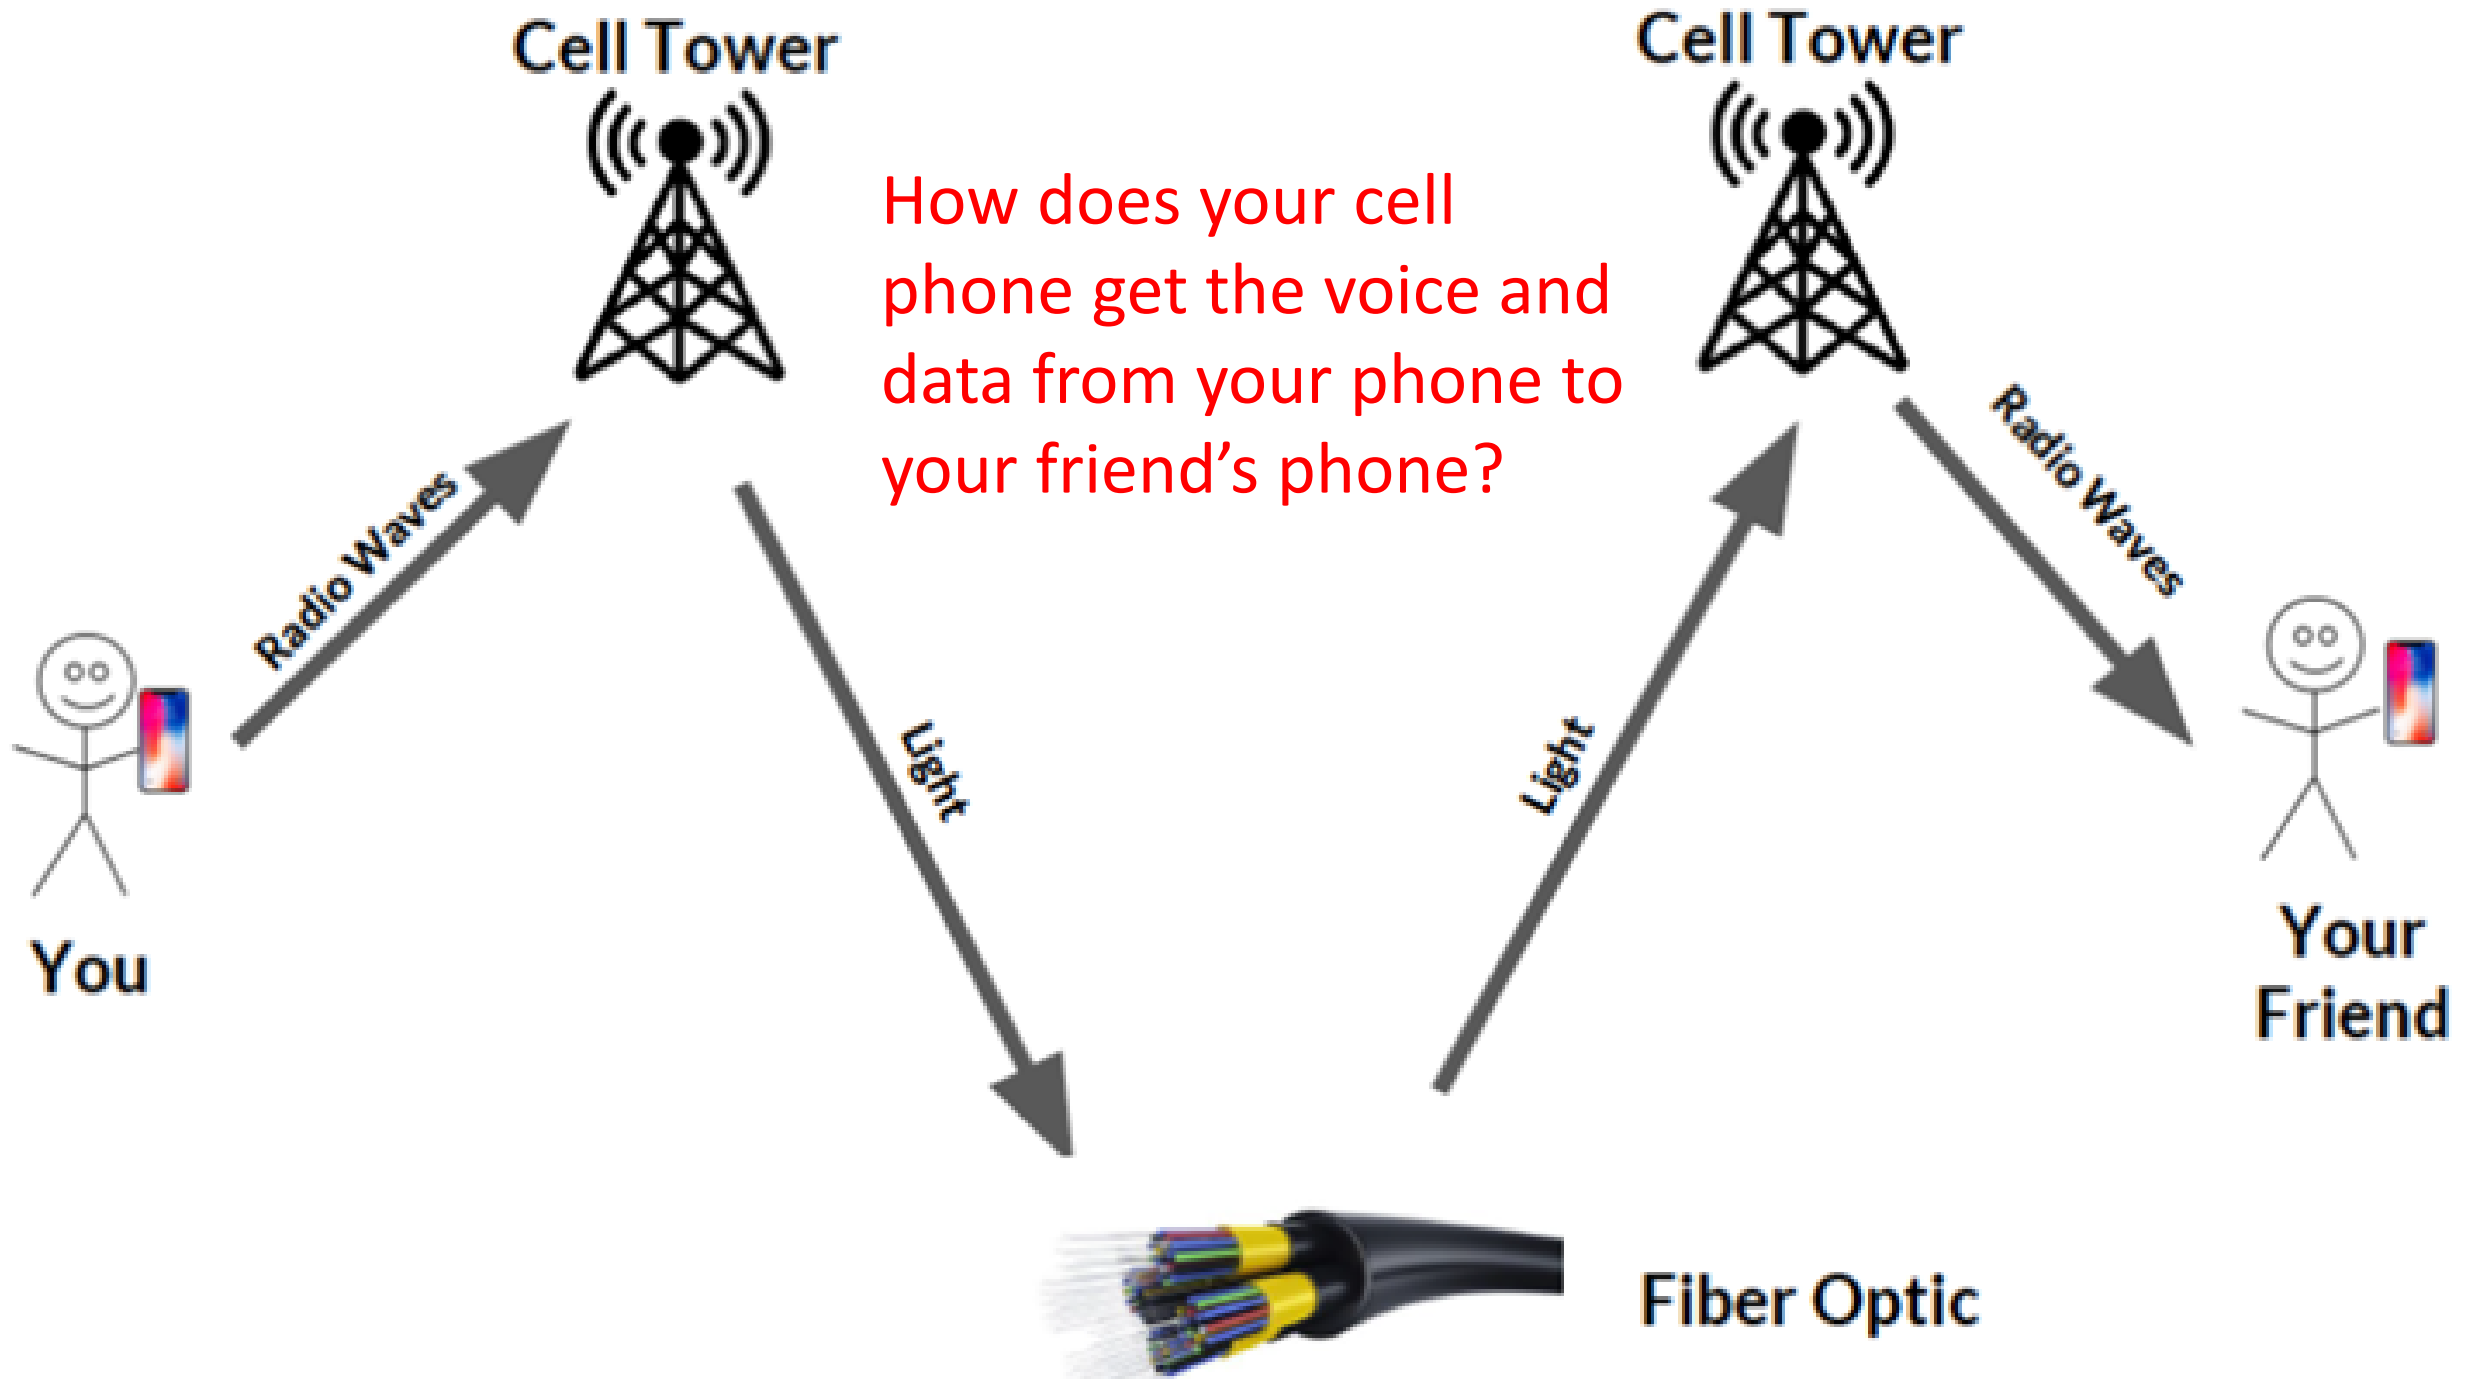 Cell Tower
Cell Tower
How does your cell
phone get the voice and
data from your phone to
your friend’s phone?
Radio Waves
Radio Waves
Light
Light
You
Your
Friend
Fiber Optic